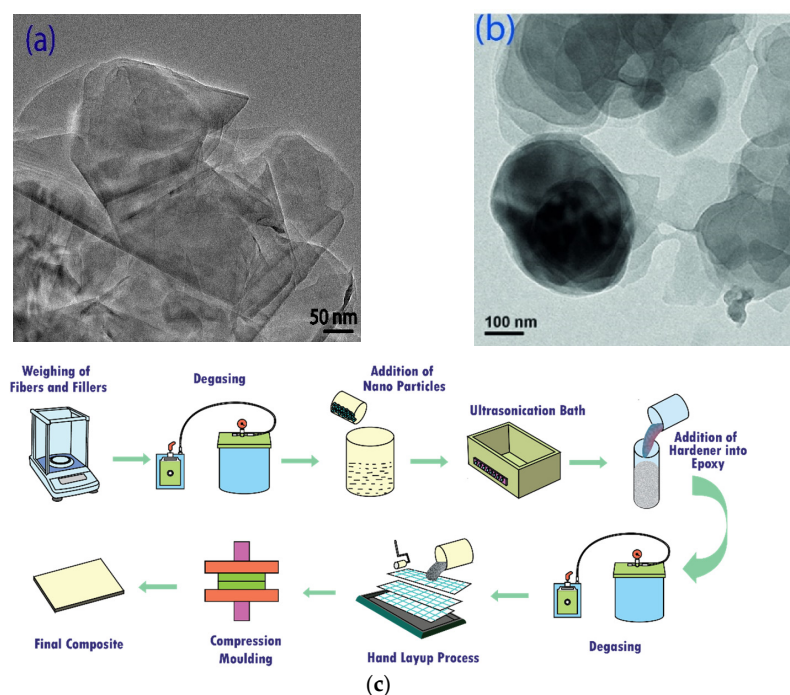 (a)
50 nm
(b)
100 nm
Weighing of
Fibers and Fillers
Degasing
Addition of
Nano Particles
Ultrasonication Bath
Addition of
Hardener into
Epoxy
Final Composite
Compression
Moulding
Hand Layup Process
Degasing
(c)